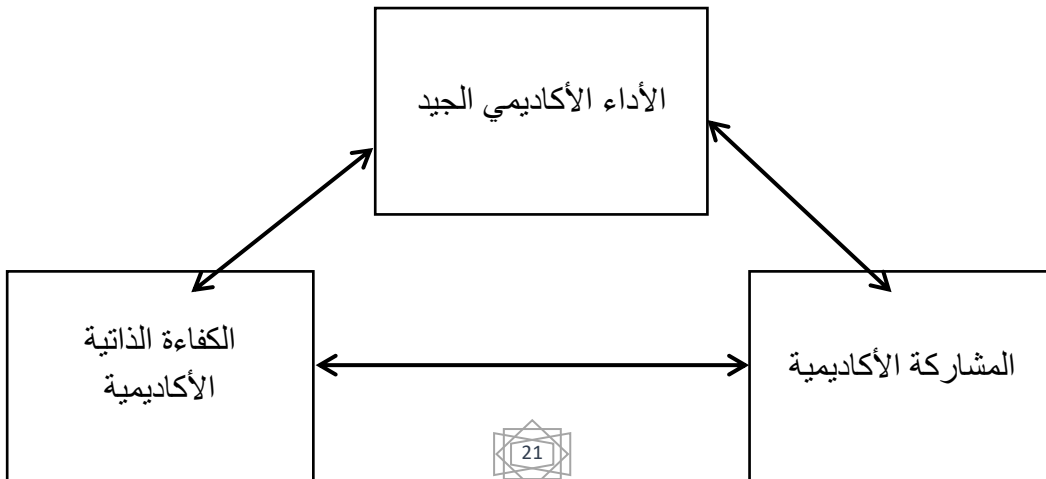 الأداء الأكاديمي الجيد
الكفاءة الذاتية
الأكاديمية
المشاركة الأكاديمية
21